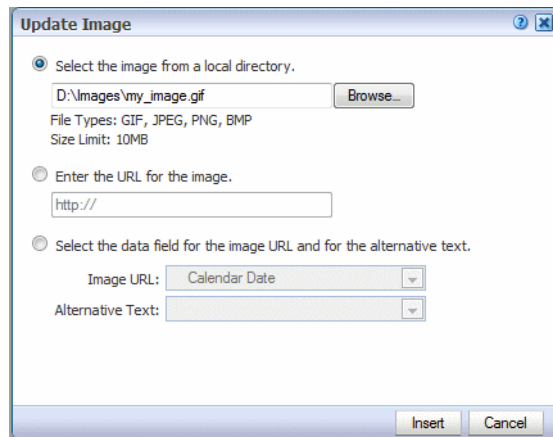 Update Image
Select the image from a local directory.
D:\Images\my_image.gif Browse...
File Types: GIF, JPEG, PNG, BMP
Size Limit: 10MB
Enter the URL for the image.
http://
Select the data field for the image URL and for the alternative text.
Image URL: Calendar Date
Alternative Text:
Insert Cancel